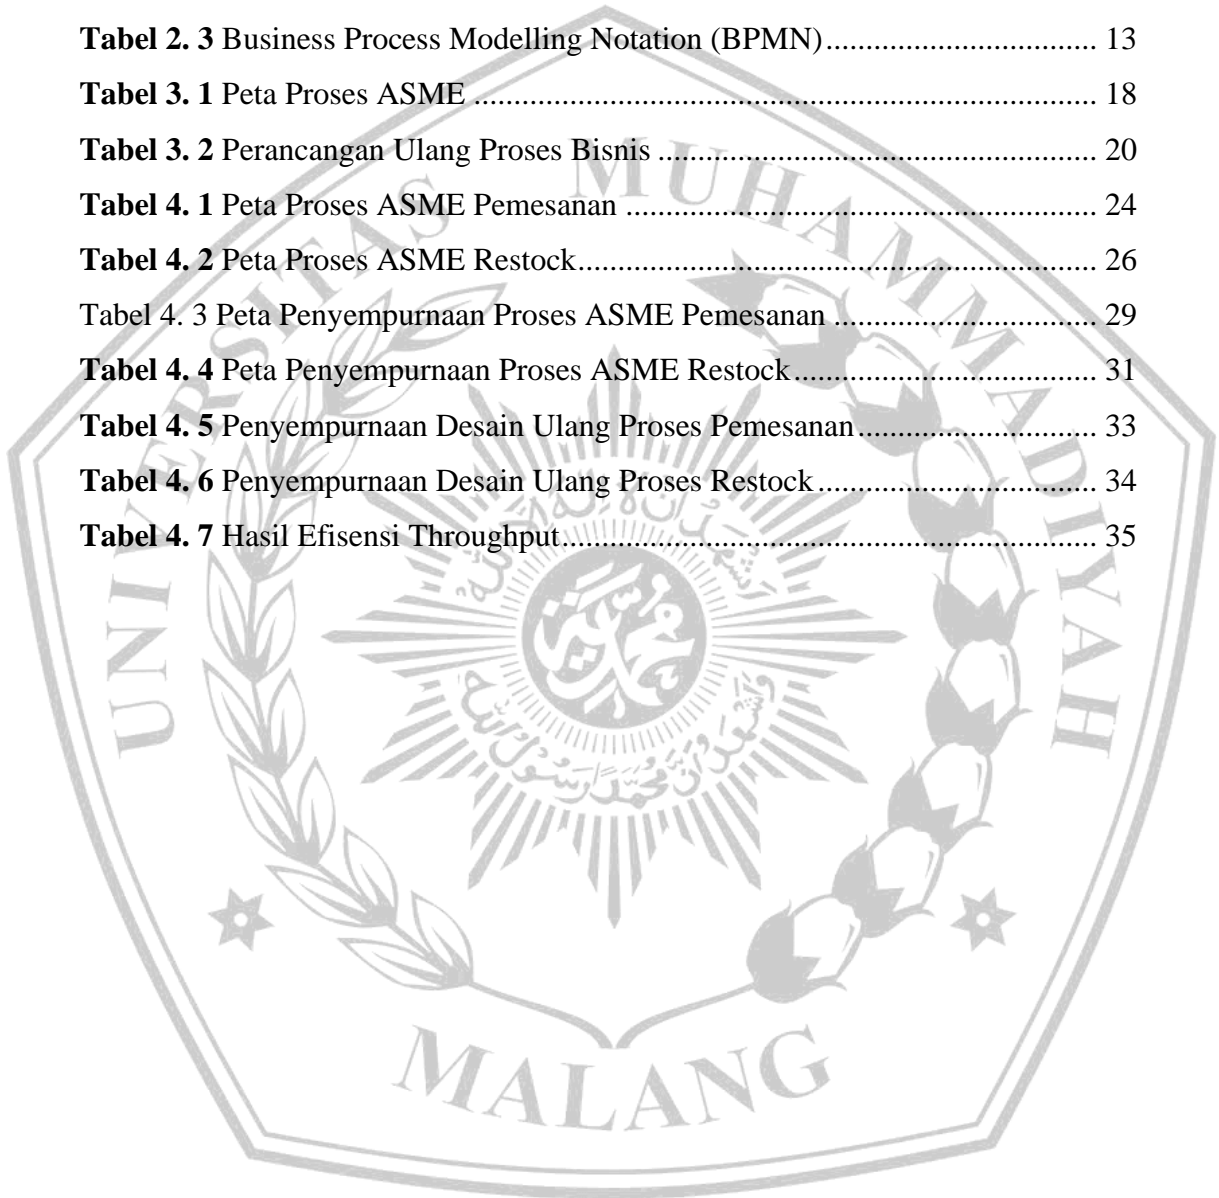 Tabel 2. 3 Business Process Modelling Notation (BPMN)................................. 13
Tabel 3. 1 Peta Proses ASME ............................................................................ 18
Tabel 3. 2 Perancangan Ulang Proses Bisnis ..................................................... 20
Tabel 4. 1 Peta Proses ASME Pemesanan ......................................................... 24
Tabel 4. 2 Peta Proses ASME Restock............................................................... 26
Tabel 4. 3 Peta Penyempurnaan Proses ASME Pemesanan ................................ 29
Tabel 4. 4 Peta Penyempurnaan Proses ASME Restock..................................... 31
Tabel 4. 5 Penyempurnaan Desain Ulang Proses Pemesanan............................. 33
Tabel 4. 6 Penyempurnaan Desain Ulang Proses Restock.................................. 34
Tabel 4. 7 Hasil Efisensi Throughput................................................................. 35
UNIVERSITAS MUHAMMADIYAH
MALANG